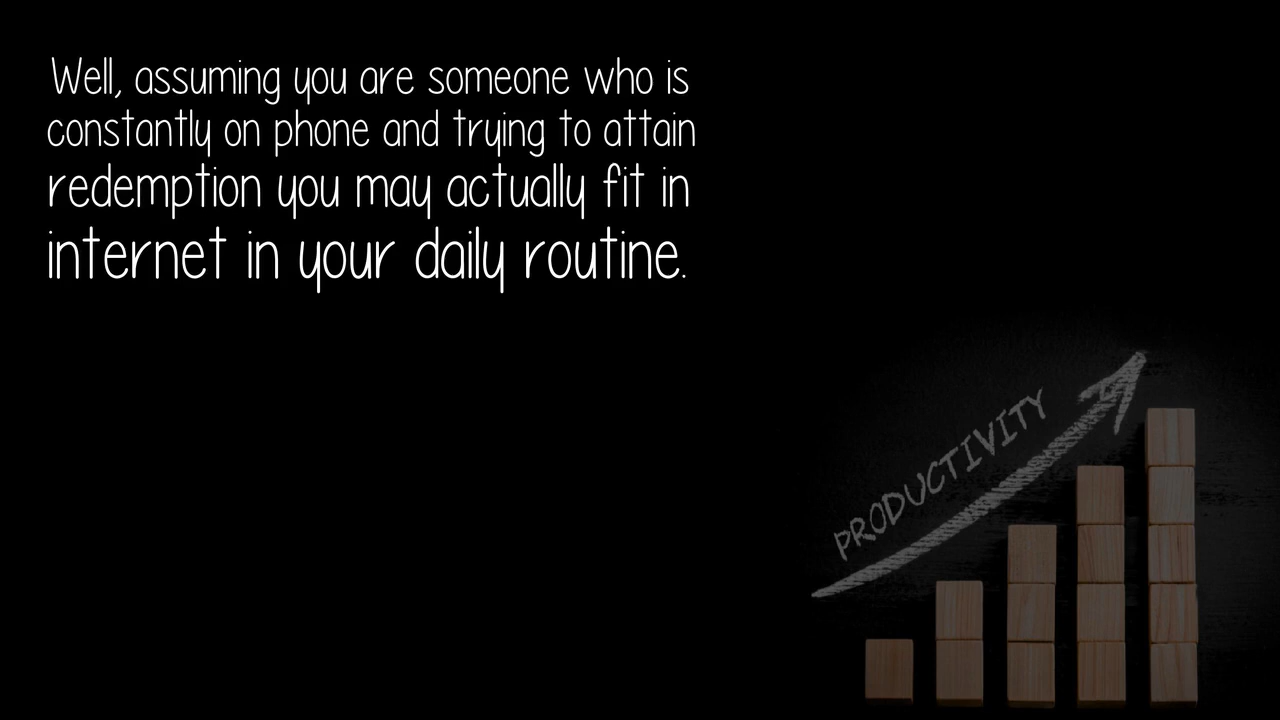 Well, assuming you are someone who is
constantly on phone and trying to attain
redemption you may actually fit in
internet in your daily routine.
PRODUCTIVITY